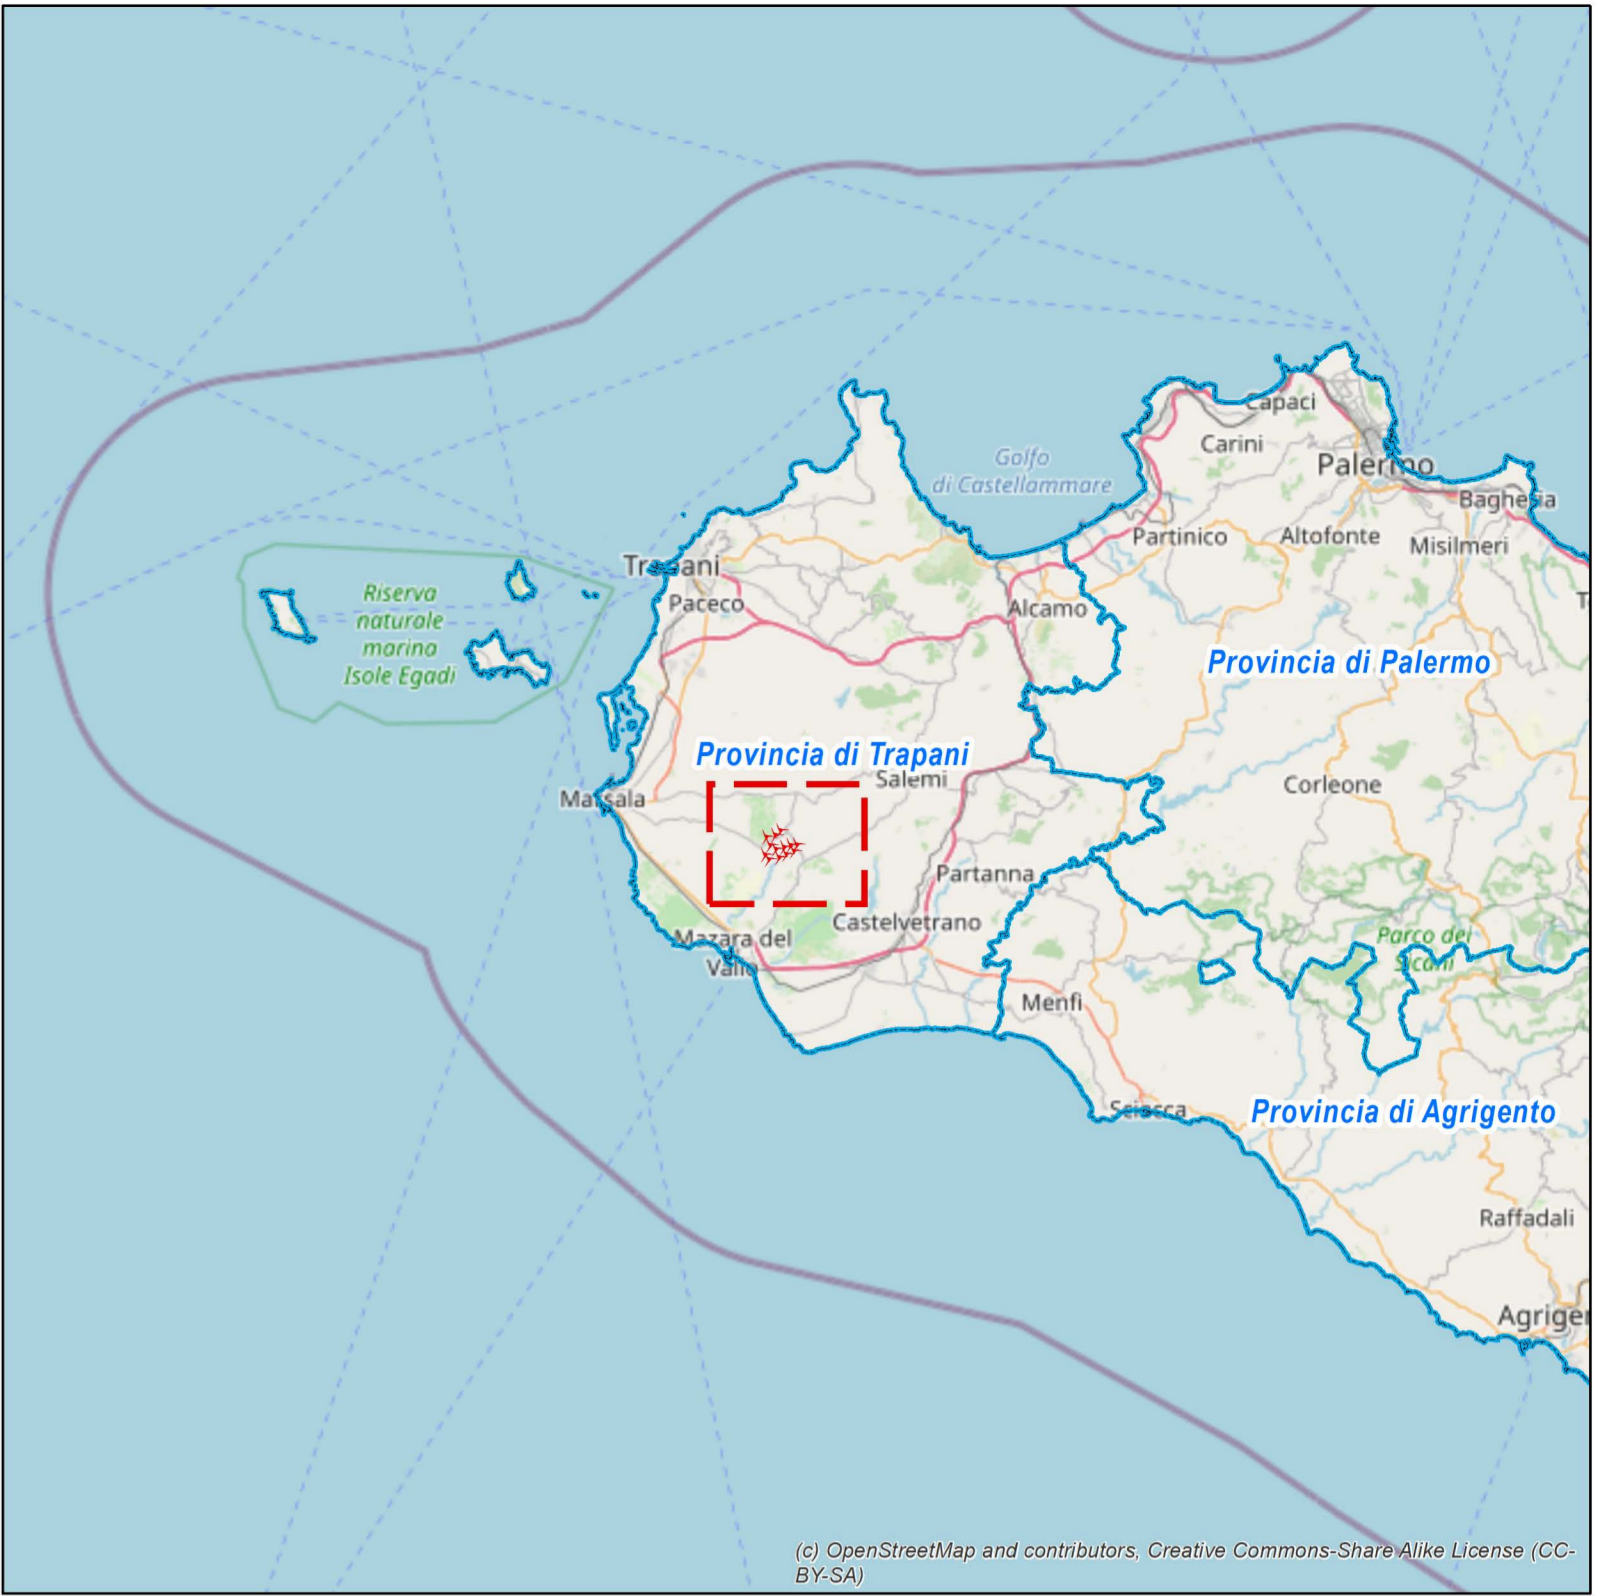 Capaci
Carini
Palermo
Golfo
di Castellammare
Bagheria
Partinico
Altofonte
Misilmeri
Trapani
Riserva
naturale
marina
Isole Egadi
Paceco
Alcamo
Provincia di Palermo
Provincia di Trapani
Salemi
Corleone
Marsala
Partanna
Castelvetrano
Mazara del
Vallo
Parco dei
Sicani
Menfi
Sciacca
Provincia di Agrigento
Raffadali
Agriger
(c) OpenStreetMap and contributors, Creative Commons-Share Alike License (CC-
BY-SA)